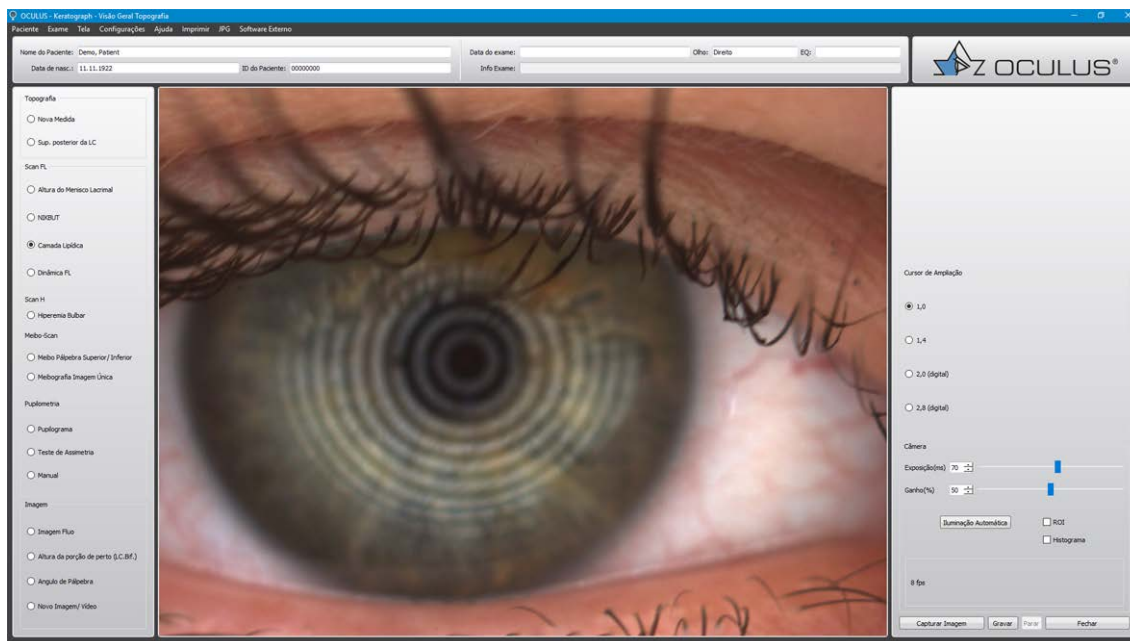 OCULUS - Keratograph - Visão Geral Topografia
Paciente Exame Tela Configurações Ajuda Imprimir JPG Software Externo
Nome do Paciente: Demo, Patient
Data do exame: Olho: Direito EQ:
Data de nasc.: 11.11.1922 ID do Paciente: 00000000
Info Exame:
OCULUS®
Topografia
Nova Medida
Sup. posterior da LC
Scan FL
Altura do Menisco Lacrimal
NIKBUT
Camada Lipídica
Dinâmica FL
Scan H
Hiperemia Bulbar
Meibo-Scan
Meibo Pálpebra Superior/ Inferior
Meibografia Imagem Única
Pupilometria
Pupilograma
Teste de Assimetria
Manual
Imagem
Imagem Fluo
Altura da porção de perto (LC.Bif.)
Angulo de Pálpebra
Novo Imagem/ Vídeo
Cursor de Ampliação
1,0
1,4
2,0 (digital)
2,8 (digital)
Câmera
Exposição(ms) 70
Ganho(%) 50
Iluminação Automática ROI
Histograma
8 fps
Capturar Imagem Gravar Parar Fechar